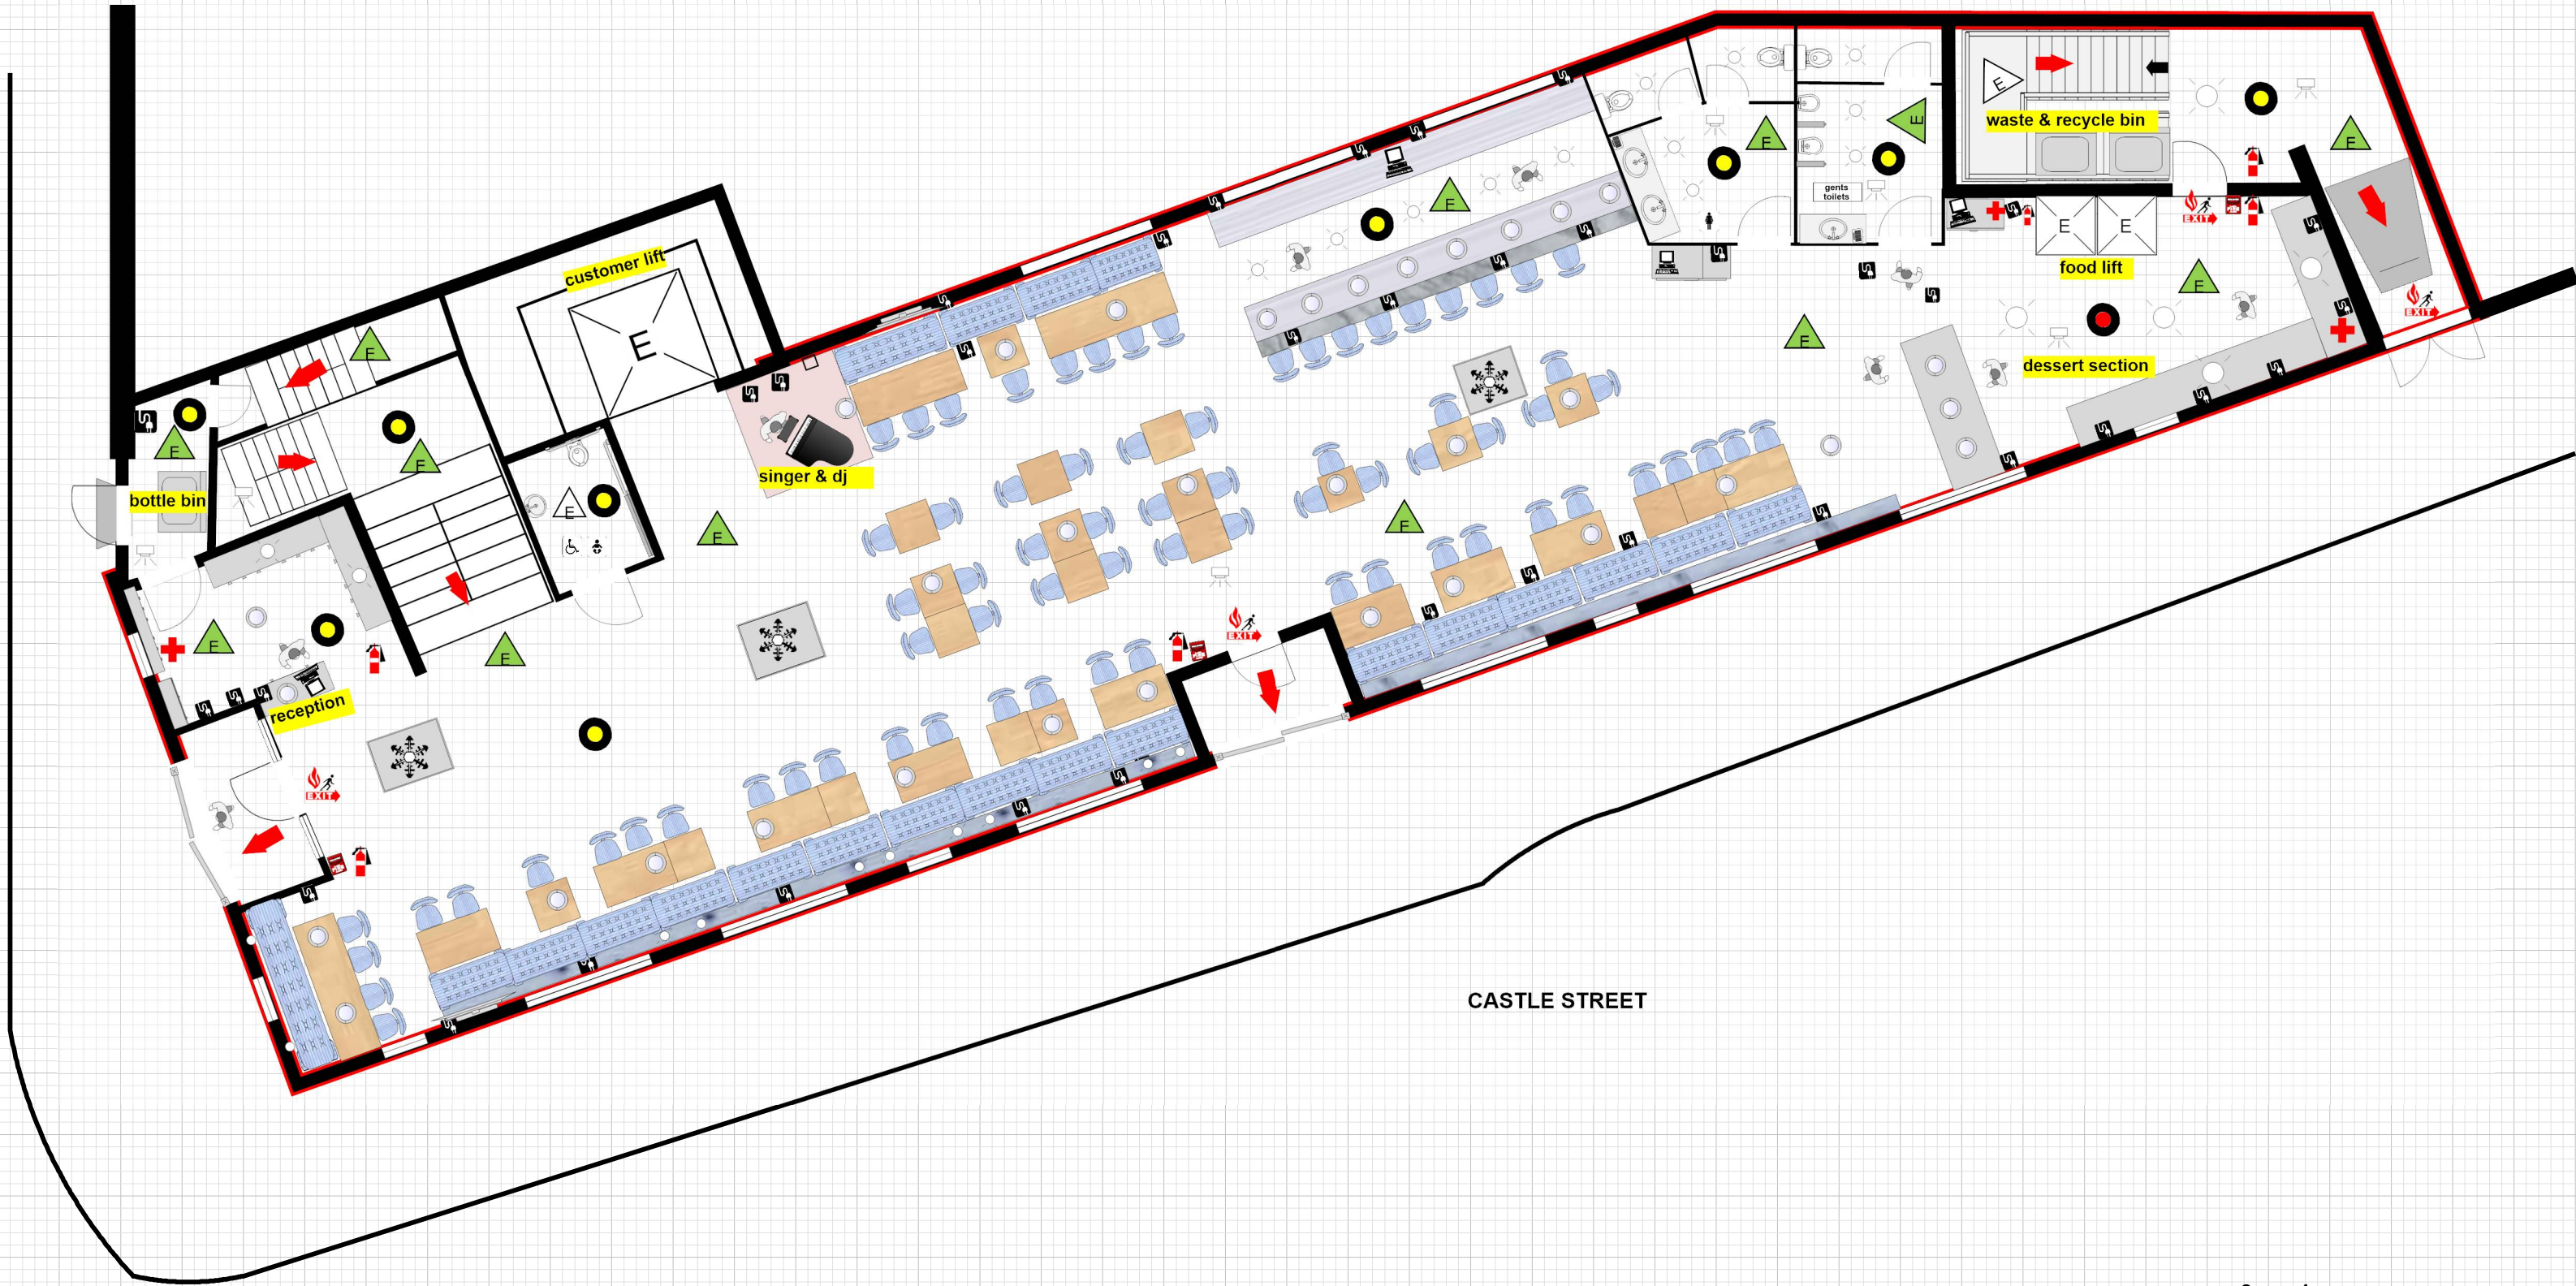 E
waste & recycle bin
E
E
E
gents
toilets
E
EXIT
customer lift
E
E
E
food lift
E
EXIT
E
E
dessert section
E
E
singer & dj
bottle bin
E
E
E
E
EXIT
E
reception
EXIT
CASTLE STREET